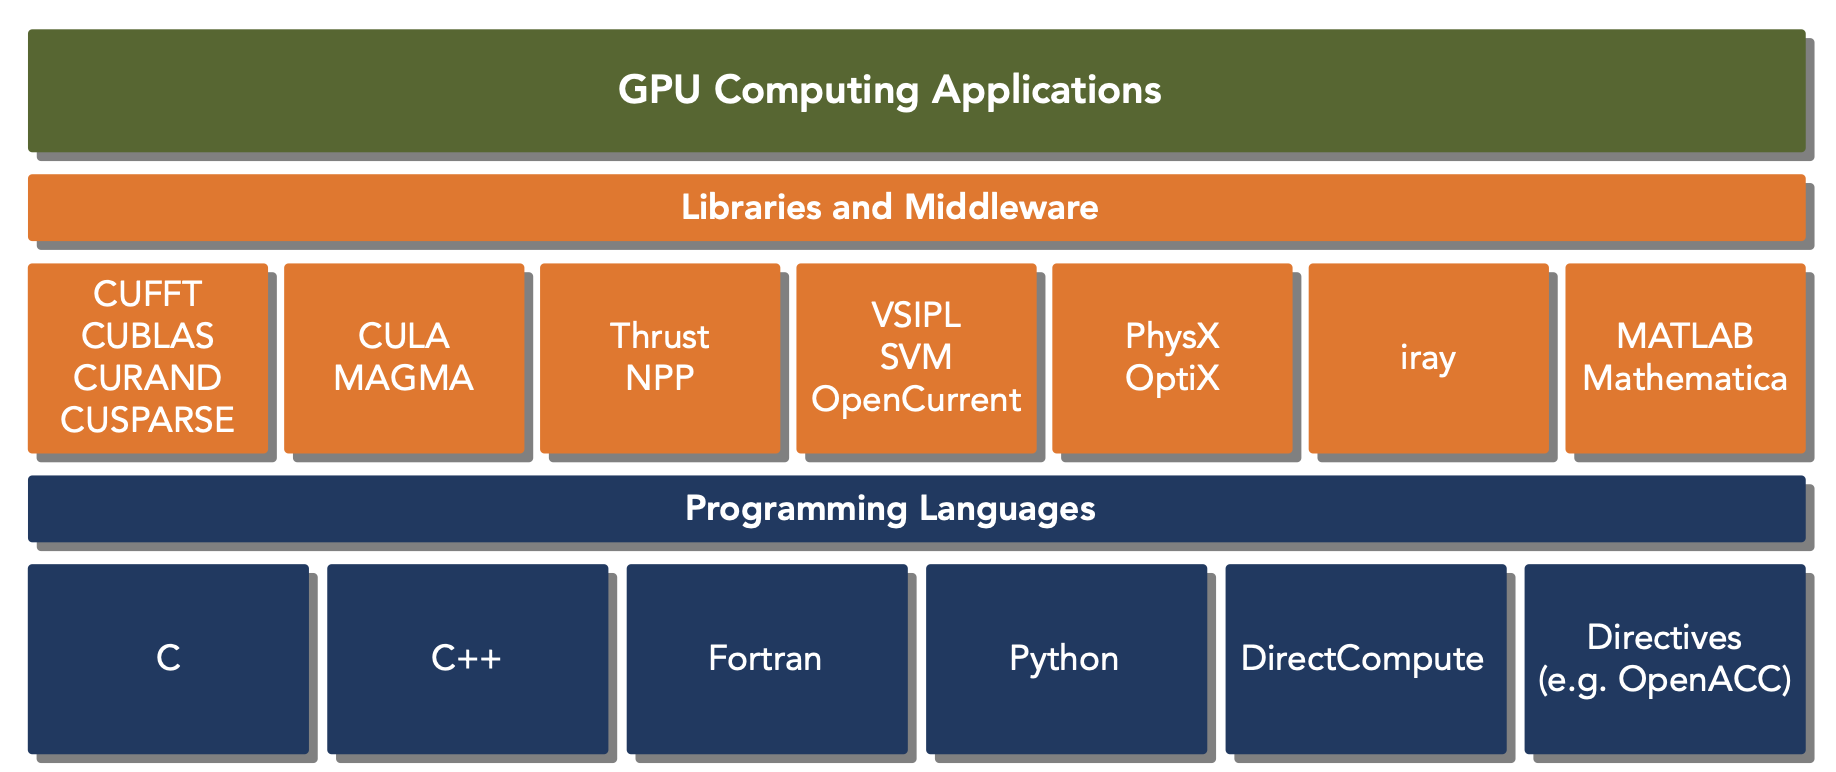 GPU Computing Applications
Libraries and Middleware
CUFFT
CUBLAS
CURAND
CUSPARSE
CULA
MAGMA
Thrust
NPP
VSIPL
SVM
OpenCurrent
PhysX
OptiX
iray
MATLAB
Mathematica
Programming Languages
C
C++
Fortran
Python
DirectCompute
Directives
(e.g. OpenACC)